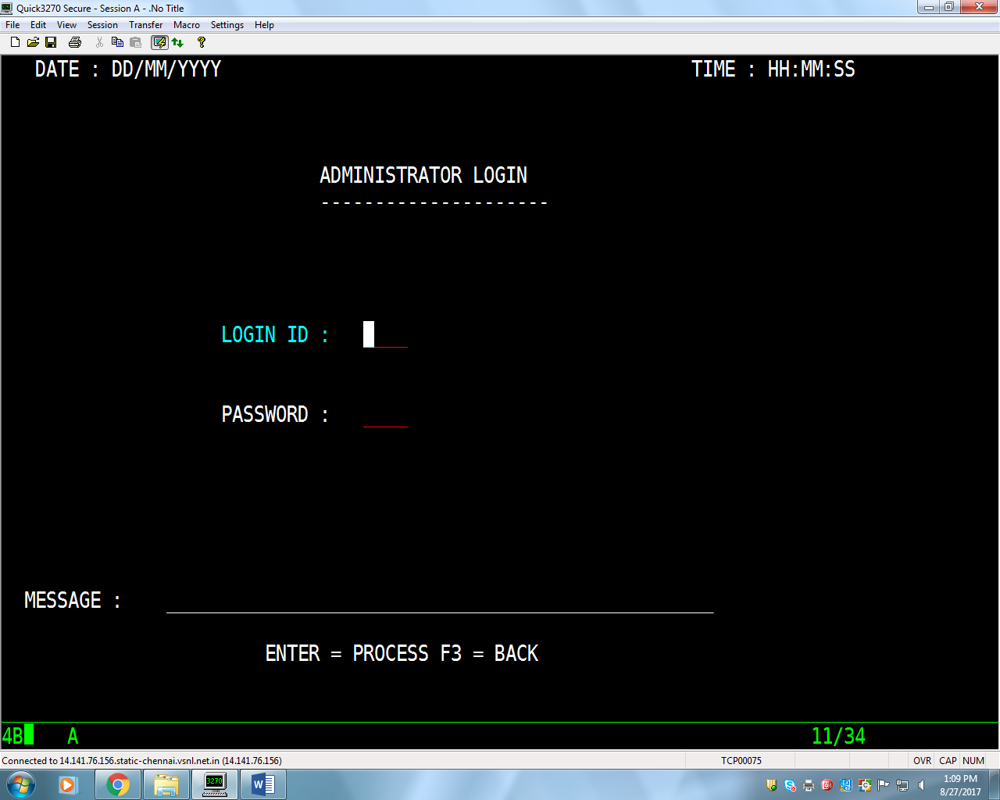 Quick3270 Secure - Session A - .No Title
File Edit View Session Transfer Macro Settings Help
DATE : DD/MM/YYYY TIME : HH:MM:SS
ADMINISTRATOR LOGIN
---------------------
LOGIN ID :
PASSWORD :
MESSAGE :
ENTER = PROCESS F3 = BACK
4B A 11/34
Connected to 14.141.76.156.static-chennai.vsnl.net.in (14.141.76.156) TCP00075 OVR CAP NUM
3270
1:09 PM
8/27/2017